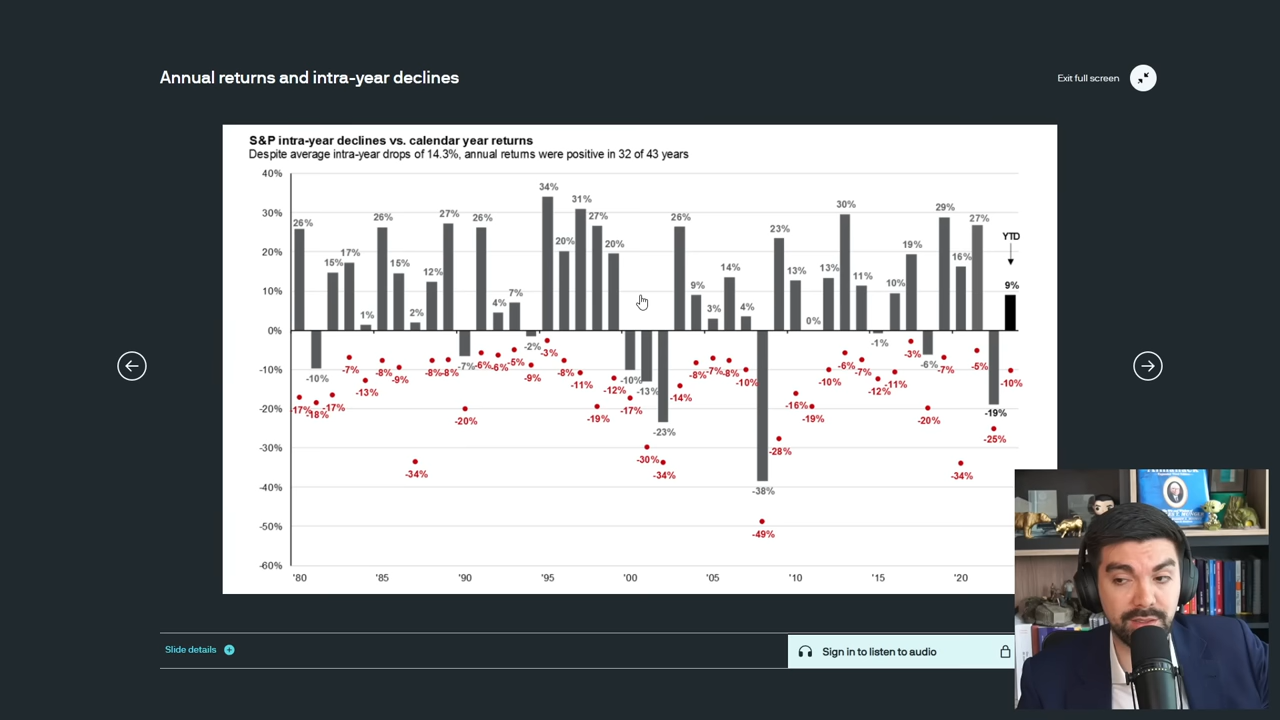 Annual returns and intra-year declines
Exit full screen
S&P intra-year declines vs. calendar year returns
Despite average intra-year drops of 14.3%, annual returns were positive in 32 of 43 years
40%
30%
20%
10%
0%
-10%
-20%
-30%
-40%
-50%
-60%
26% -10% 15% 17% 1% 26% 15% 2% 12% 27% -7% 26% 4% 7% -2% 34% 20% 31% 27% 20% -10% -13% -23% 26% 9% 3% 14% 4% -38% 23% 13% 0% 13% 30% 11% -1% 10% 19% -6% 29% 16% 27% -19% 9%
YTD
-17% -18% -17% -7% -13% -8% -9% -34% -8% -8% -20% -6% -6% -5% -9% -3% -8% -11% -19% -12% -17% -30% -34% -14% -8% -7% -8% -10% -49% -28% -16% -19% -10% -6% -7% -12% -11% -3% -20% -7% -34% -5% -25% -10%
'80 '85 '90 '95 '00 '05 '10 '15 '20
Slide details
Sign in to listen to audio